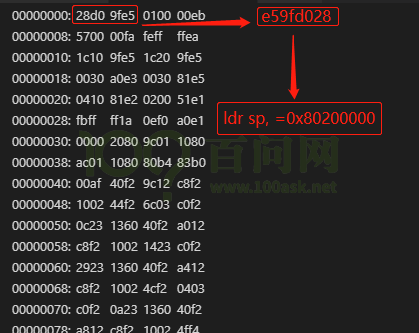 00000000: 28d0 9fe5 0100 00eb
e59fd028
00000008: 5700 00fa feff ffea
00000010: 1c10 9fe5 1c20 9fe5
00000018: 0030 a0e3 0030 81e5
00000020: 0410 81e2 0200 51e1
ldr sp, =0x80200000
00000028: fbff ff1a 0ef0 a0e1
00000030: 0000 2080 9c01 1080
00000038: ac01 1080 80b4 83b0
百问网
00000040: 00af 40f2 9c12 c8f2
www.100ask.net
00000048: 1002 44f2 6c03 c0f2
00000050: 0c23 1360 40f2 a012
00000058: c8f2 1002 1423 c0f2
00000060: 2923 1360 40f2 a412
00000068: c8f2 1002 4cf2 0403
00000070: c0f2 0a23 1360 40f2
00000078: a812 c8f2 1002 4ff4